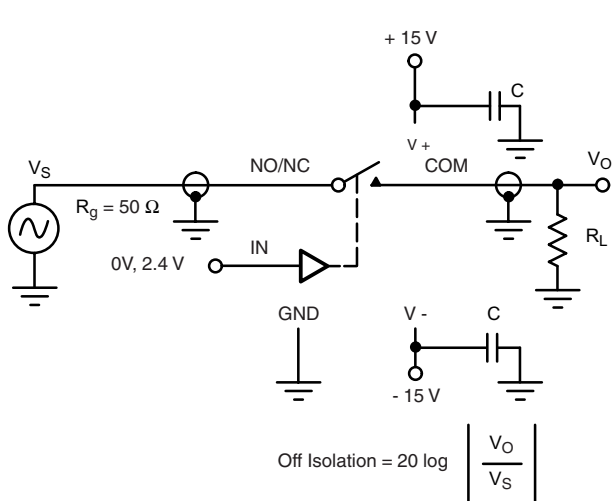 + 15 V
C
V +
V_S
NO/NC
COM
V_O
R_g = 50 Ω
R_L
0V, 2.4 V
IN
GND
V -
C
- 15 V
Off Isolation = 20 log | V_O / V_S |